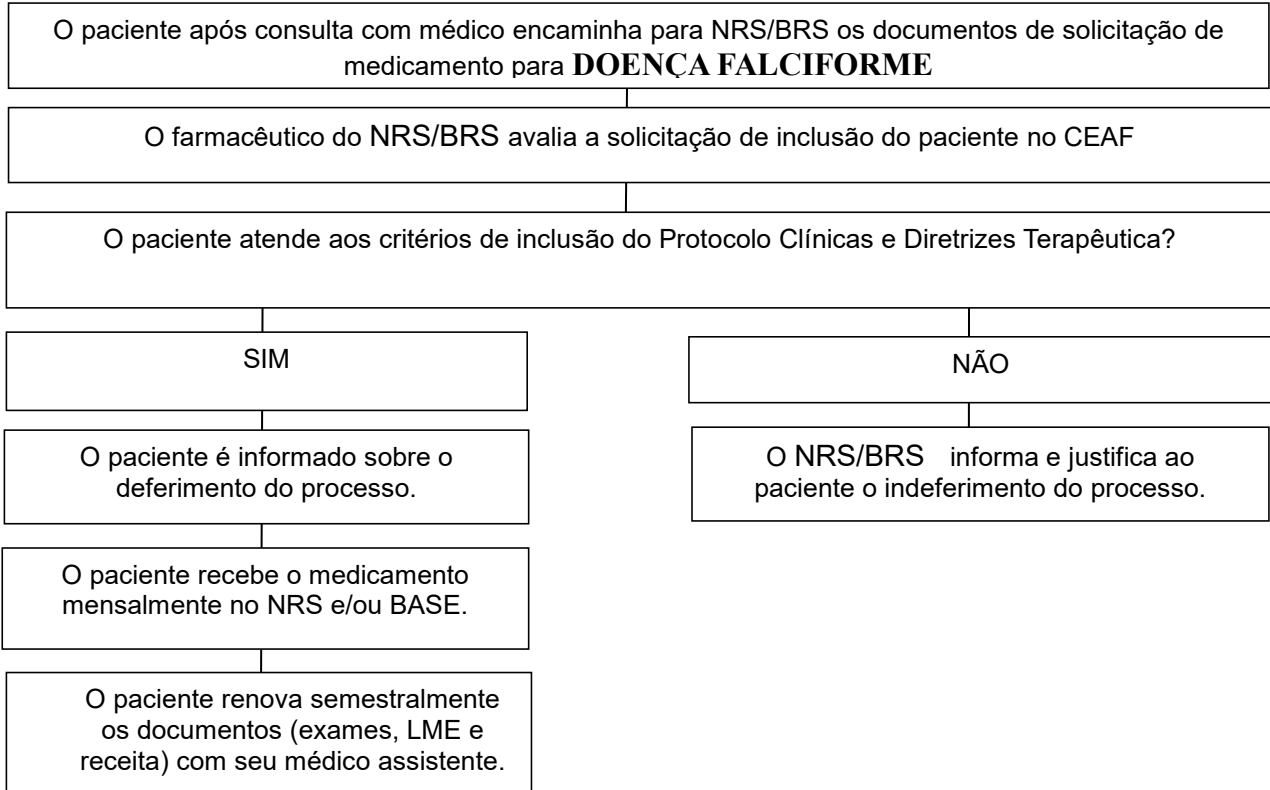 O paciente após consulta com médico encaminha para NRS/BRS os documentos de solicitação de
medicamento para DOENÇA FALCIFORME
O farmacêutico do NRS/BRS avalia a solicitação de inclusão do paciente no CEAF
O paciente atende aos critérios de inclusão do Protocolo Clínicas e Diretrizes Terapêutica?
SIM
NÃO
O paciente é informado sobre o
deferimento do processo.
O NRS/BRS informa e justifica ao
paciente o indeferimento do processo.
O paciente recebe o medicamento
mensalmente no NRS e/ou BASE.
O paciente renova semestralmente
os documentos (exames, LME e
receita) com seu médico assistente.